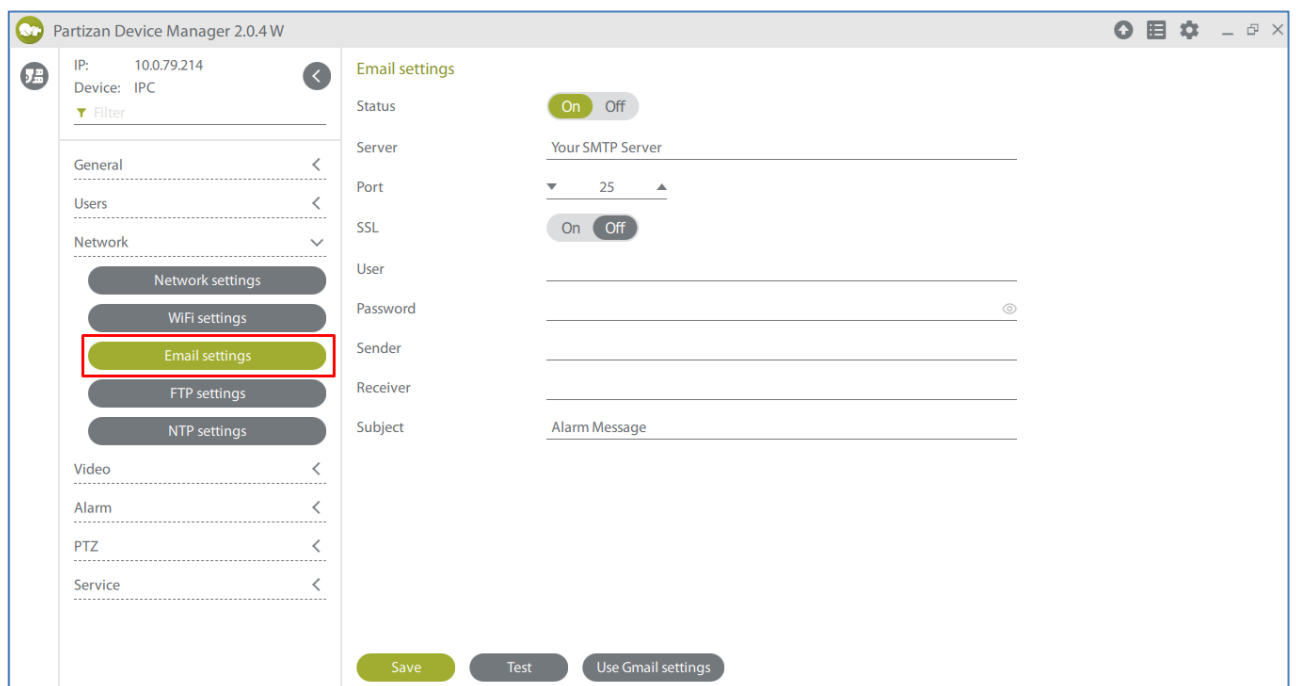 Partizan Device Manager 2.0.4 W
IP: 10.0.79.214
Device: IPC
Filter
General
Users
Network
Network settings
WiFi settings
Email settings
FTP settings
NTP settings
Video
Alarm
PTZ
Service
Email settings
Status On Off
Server Your SMTP Server
Port 25
SSL On Off
User
Password
Sender
Receiver
Subject Alarm Message
Save Test Use Gmail settings